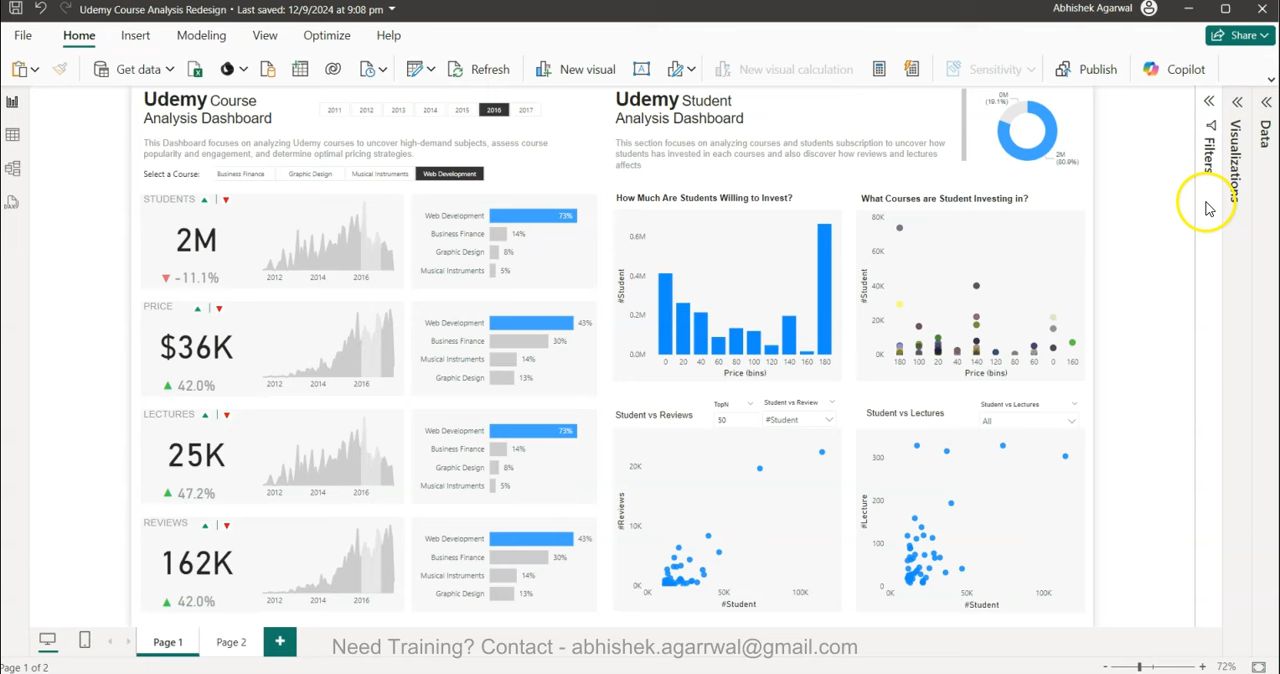 Udemy Course Analysis Redesign • Last saved: 12/9/2024 at 9:08 pm
Abhishek Agarwal
File Home Insert Modeling View Optimize Help
Share
Get data
Refresh
New visual
New visual calculation
Sensitivity
Publish
Copilot
Udemy Course
Analysis Dashboard
2011 2012 2013 2014 2015 2016 2017
This Dashboard focuses on analyzing Udemy courses to uncover high-demand subjects, assess course
popularity and engagement, and determine optimal pricing strategies.
Select a Course: Business Finance Graphic Design Musical Instruments Web Development
STUDENTS
2M
-11.1%
2012 2014 2016
Web Development 73%
Business Finance 14%
Graphic Design 8%
Musical Instruments 5%
PRICE
$36K
42.0%
2012 2014 2016
Web Development 43%
Business Finance 30%
Musical Instruments 14%
Graphic Design 13%
LECTURES
25K
47.2%
2012 2014 2016
Web Development 73%
Business Finance 14%
Graphic Design 8%
Musical Instruments 5%
REVIEWS
162K
42.0%
2012 2014 2016
Web Development 43%
Business Finance 30%
Musical Instruments 14%
Graphic Design 13%
Udemy Student
Analysis Dashboard
This section focuses on analyzing courses and students subscription to uncover how
students has invested in each courses and also discover how reviews and lectures
affects
0M
(19.1%)
2M
(80.9%)
How Much Are Students Willing to Invest?
#Student
0.6M
0.4M
0.2M
0.0M
0 20 40 60 80 100 120 140 160 180
Price (bins)
What Courses are Student Investing in?
#Student
80K
60K
40K
20K
0K
180 100 20 40 140 120 80 60 0 160
Price (bins)
Student vs Reviews
TopN
50
Student vs Review
#Student
#Reviews
20K
10K
0K
0K 50K 100K
#Student
Student vs Lectures
Student vs Lectures
All
#Lecture
300
200
100
0
0K 50K 100K
#Student
Filters
Visualizations
Data
Page 1
Page 2
Need Training? Contact - abhishek.agarrwal@gmail.com
Page 1 of 2
72%